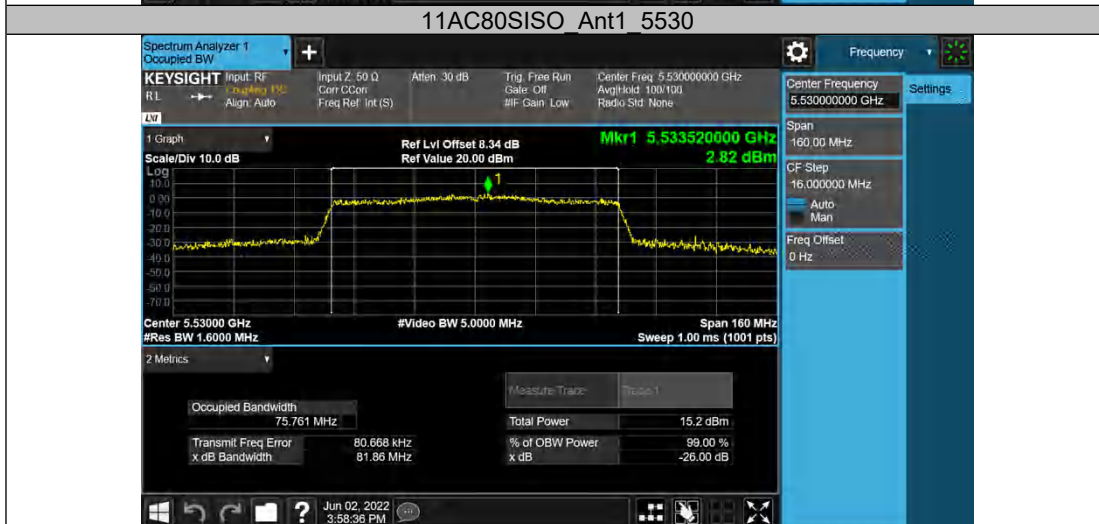 11AC80SISO_Ant1_5530
Spectrum Analyzer 1
Occupied BW
Frequency
KEYSIGHT
R L
Input: RF
Coupling: DC
Align: Auto
Input Z: 50 Ω
Corr CCorr
Freq Ref: Int (S)
Atten: 30 dB
Trig: Free Run
Gate: Off
#IF Gain: Low
Center Freq: 5.530000000 GHz
Avg|Hold: 100/100
Radio Std: None
Center Frequency
5.530000000 GHz
Settings
Span
160.00 MHz
CF Step
16.000000 MHz
Auto
Man
Freq Offset
0 Hz
1 Graph
Scale/Div 10.0 dB
Ref Lvl Offset 8.34 dB
Ref Value 20.00 dBm
Mkr1 5.533520000 GHz
2.82 dBm
Log
10.0
0.00
-10.0
-20.0
-30.0
-40.0
-50.0
-60.0
-70.0
1
Center 5.53000 GHz
#Res BW 1.6000 MHz
#Video BW 5.0000 MHz
Span 160 MHz
Sweep 1.00 ms (1001 pts)
2 Metrics
Measure Trace
Trace 1
Occupied Bandwidth
75.761 MHz
Total Power
15.2 dBm
Transmit Freq Error
80.668 kHz
% of OBW Power
99.00 %
x dB Bandwidth
81.86 MHz
x dB
-26.00 dB
?
Jun 02, 2022
3:58:36 PM